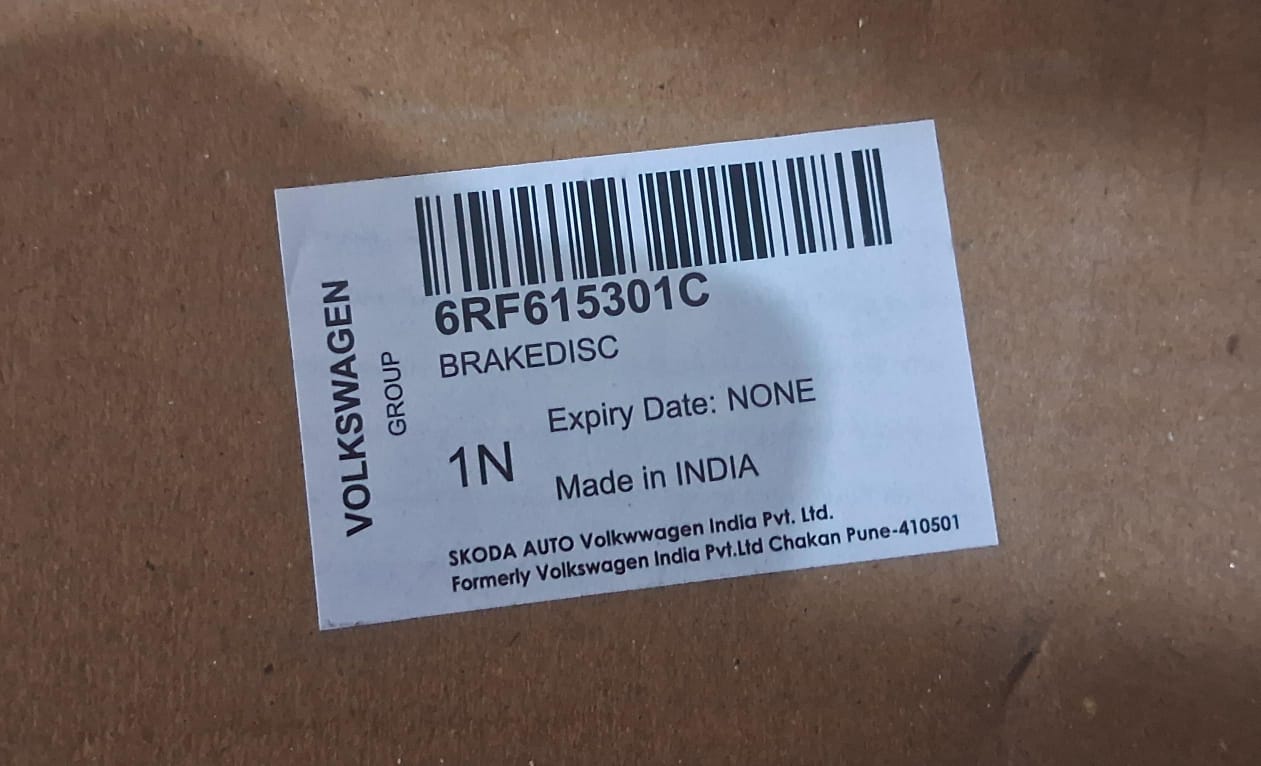 VOLKSWAGEN
GROUP
6RF615301C
BRAKEDISC
Expiry Date: NONE
1N
Made in INDIA
SKODA AUTO Volkwwagen India Pvt. Ltd.
Formerly Volkswagen India Pvt.Ltd Chakan Pune-410501